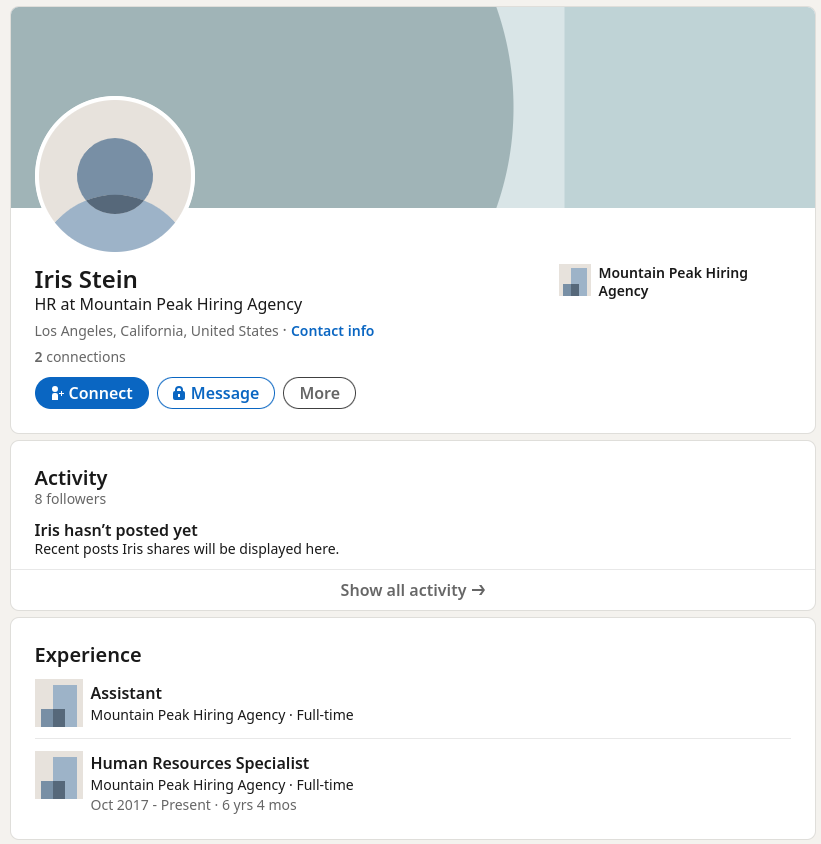 Iris Stein
HR at Mountain Peak Hiring Agency
Los Angeles, California, United States · Contact info
2 connections
Connect
Message
More
Mountain Peak Hiring
Agency
Activity
8 followers
Iris hasn’t posted yet
Recent posts Iris shares will be displayed here.
Show all activity →
Experience
Assistant
Mountain Peak Hiring Agency · Full-time
Human Resources Specialist
Mountain Peak Hiring Agency · Full-time
Oct 2017 - Present · 6 yrs 4 mos